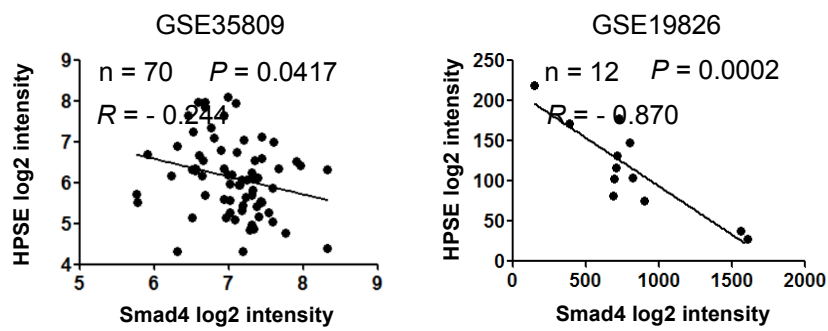 GSE35809
n = 70 P = 0.0417
R = - 0.244
HPSE log2 intensity
9
8
7
6
5
4
5 6 7 8 9
Smad4 log2 intensity
GSE19826
n = 12 P = 0.0002
R = - 0.870
HPSE log2 intensity
250
200
150
100
50
0
0 500 1000 1500 2000
Smad4 log2 intensity